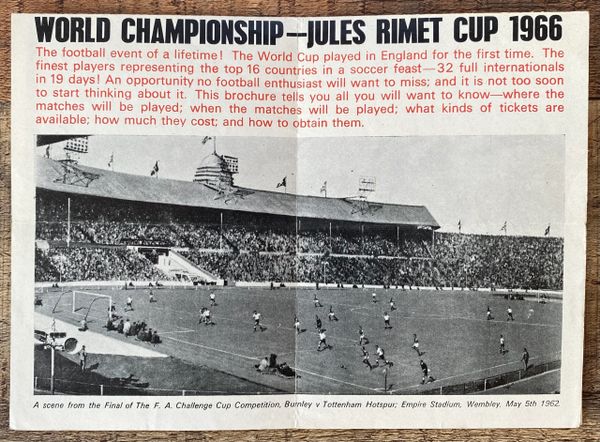 WORLD CHAMPIONSHIP—JULES RIMET CUP 1966
The football event of a lifetime! The World Cup played in England for the first time. The
finest players representing the top 16 countries in a soccer feast—32 full internationals
in 19 days! An opportunity no football enthusiast will want to miss; and it is not too soon
to start thinking about it. This brochure tells you all you will want to know—where the
matches will be played; when the matches will be played; what kinds of tickets are
available; how much they cost; and how to obtain them.
A scene from the Final of The F. A. Challenge Cup Competition, Burnley v Tottenham Hotspur; Empire Stadium, Wembley, May 5th 1962.